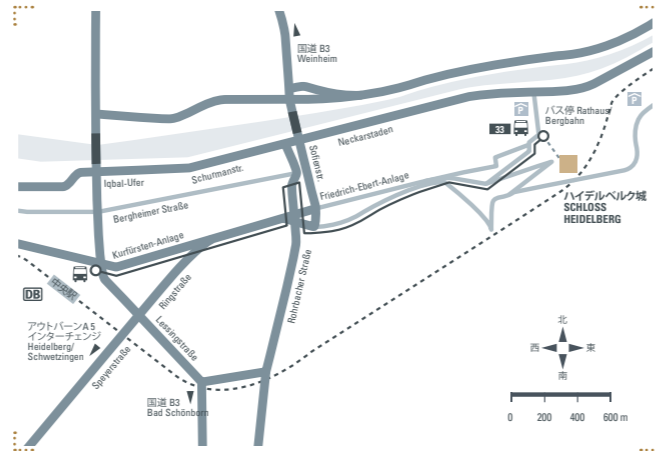 国道 B3
Weinheim
P
P
バス停 Rathaus/
Bergbahn
33
Neckarstaden
Sofienstr.
Schurmanstr.
Iqbal-Ufer
Friedrich-Ebert-Anlage
Bergheimer Straße
ハイデルベルク城
SCHLOSS
HEIDELBERG
Kurfürsten-Anlage
Rohrbacher Straße
Ringstraße
DB
中央駅
アウトバーンA 5
インターチェンジ
Heidelberg/
Schwetzingen
Lessingstraße
Speyerstraße
国道 B3
Bad Schönborn
北
西
東
南
0 200 400 600 m